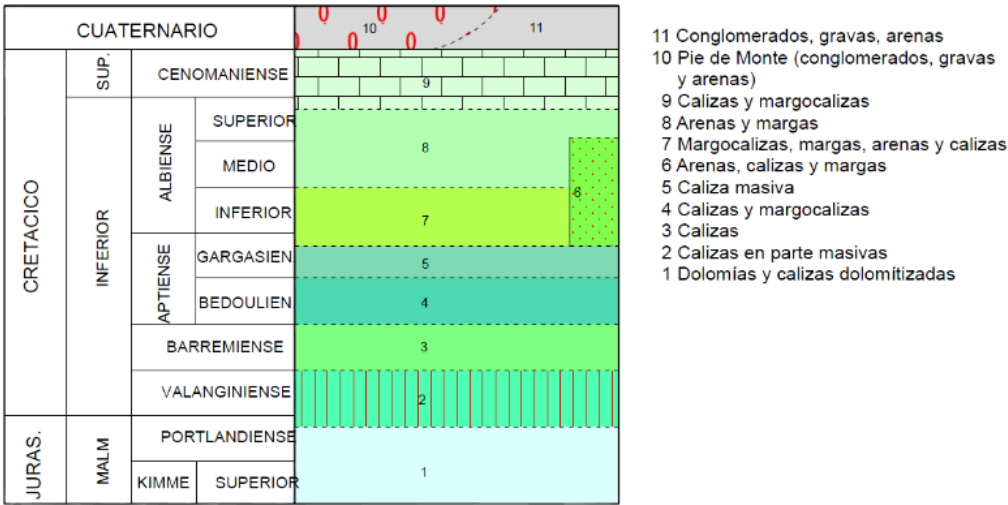 CUATERNARIO
10
11
CRETACICO
SUP.
CENOMANIENSE
9
INFERIOR
ALBIENSE
SUPERIOR
8
MEDIO
6
INFERIOR
7
APTIENSE
GARGASIEN
5
BEDOULIEN
4
BARREMIENSE
3
VALANGINIENSE
2
JURAS.
MALM
PORTLANDIENSE
1
KIMME
SUPERIOR
11 Conglomerados, gravas, arenas
10 Pie de Monte (conglomerados, gravas
y arenas)
9 Calizas y margocalizas
8 Arenas y margas
7 Margocalizas, margas, arenas y calizas
6 Arenas, calizas y margas
5 Caliza masiva
4 Calizas y margocalizas
3 Calizas
2 Calizas en parte masivas
1 Dolomías y calizas dolomítizadas